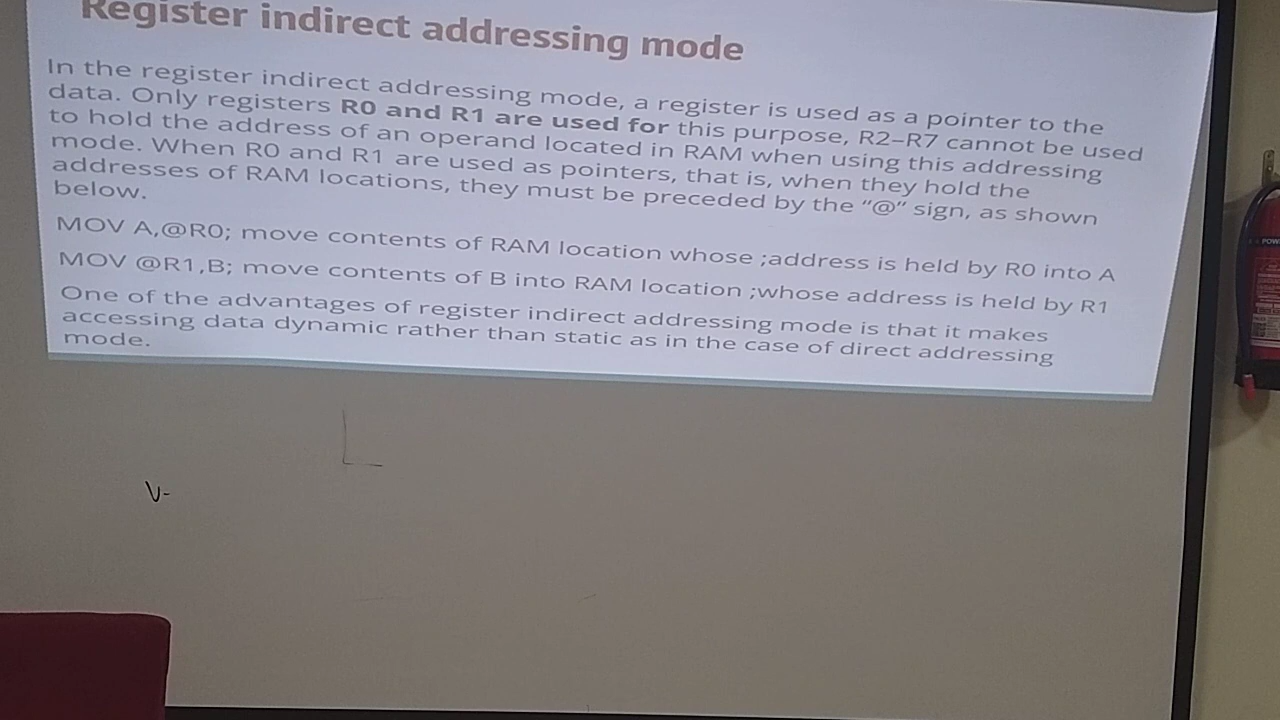 Register indirect addressing mode
In the register indirect addressing mode, a register is used as a pointer to the
data. Only registers R0 and R1 are used for this purpose, R2–R7 cannot be used
to hold the address of an operand located in RAM when using this addressing
mode. When R0 and R1 are used as pointers, that is, when they hold the
addresses of RAM locations, they must be preceded by the “@” sign, as shown
below.
MOV A,@R0; move contents of RAM location whose ;address is held by R0 into A
MOV @R1,B; move contents of B into RAM location ;whose address is held by R1
One of the advantages of register indirect addressing mode is that it makes
accessing data dynamic rather than static as in the case of direct addressing
mode.
V-